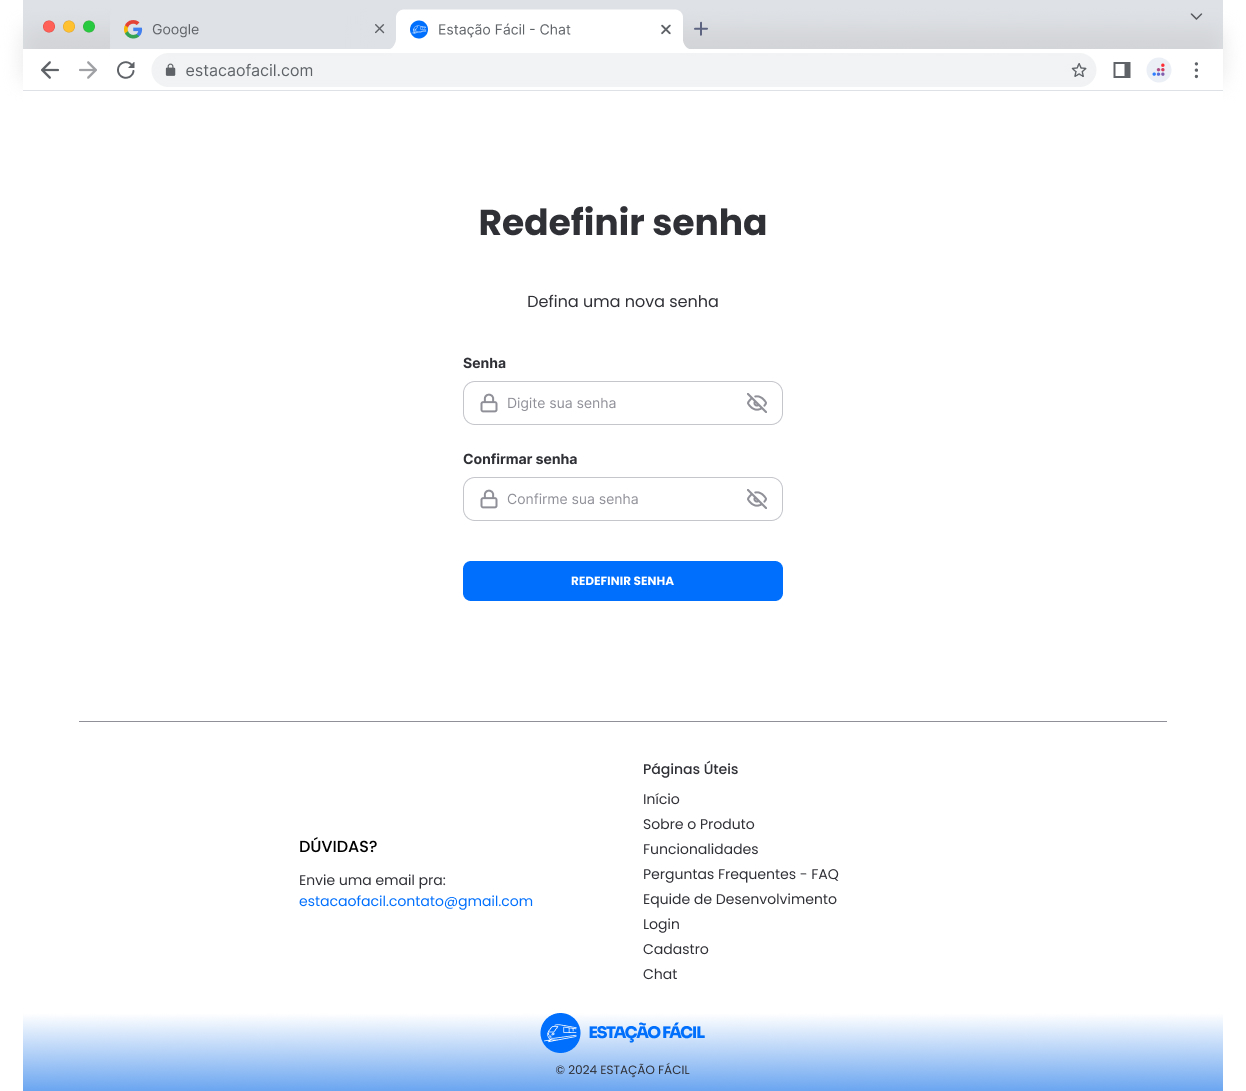 Google
Estação Fácil - Chat
estacaofacil.com
Redefinir senha
Defina uma nova senha
Senha
Digite sua senha
Confirmar senha
Confirme sua senha
REDEFINIR SENHA
DÚVIDAS?
Envie uma email pra:
estacaofacil.contato@gmail.com
Páginas Úteis
Início
Sobre o Produto
Funcionalidades
Perguntas Frequentes - FAQ
Equide de Desenvolvimento
Login
Cadastro
Chat
ESTAÇÃO FÁCIL
© 2024 ESTAÇÃO FÁCIL